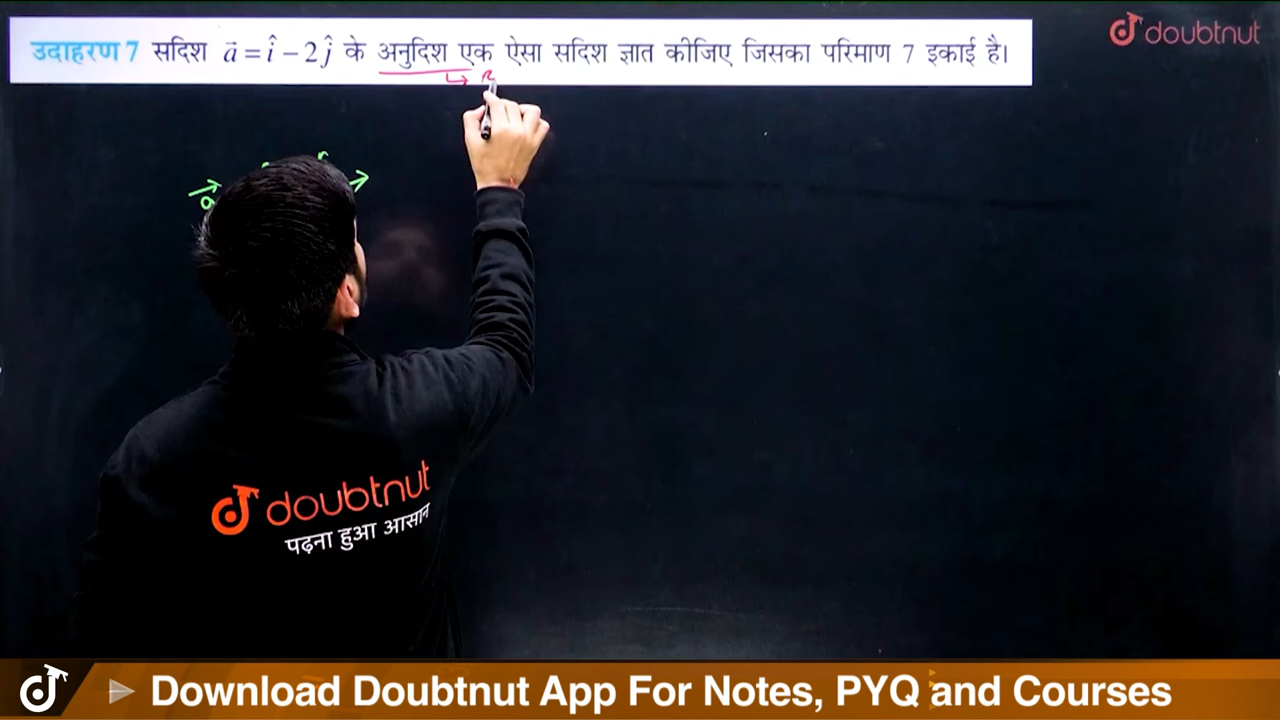 उदाहरण 7 सदिश a⃗ = î − 2ĵ के अनुदिश एक ऐसा सदिश ज्ञात कीजिए जिसका परिमाण 7 इकाई है।
doubtnut
doubtnut
पढ़ना हुआ आसान
Download Doubtnut App For Notes, PYQ and Courses